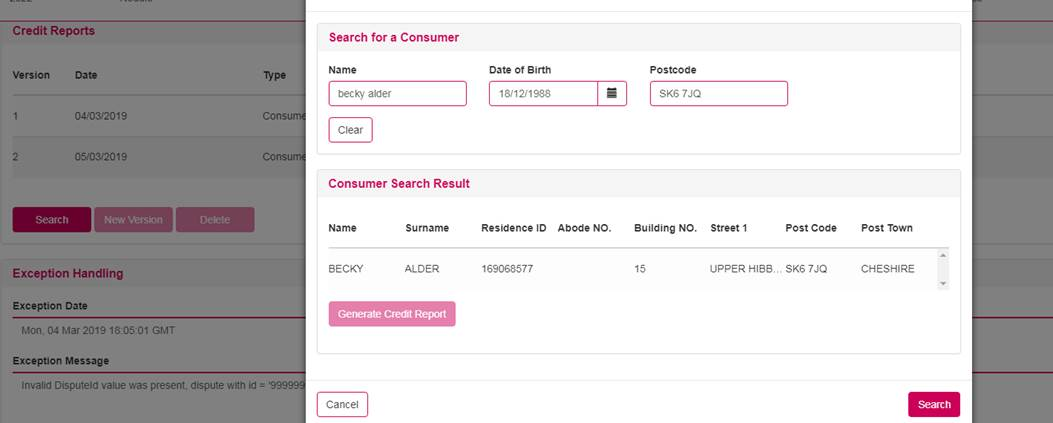 Credit Reports
Version Date Type
1 04/03/2019 Consume
2 05/03/2019 Consume
Search New Version Delete
Exception Handling
Exception Date
Mon, 04 Mar 2019 18:05:01 GMT
Exception Message
Invalid DisputeId value was present, dispute with id = '999999
Search for a Consumer
Name Date of Birth Postcode
becky alder 18/12/1988 SK6 7JQ
Clear
Consumer Search Result
Name Surname Residence ID Abode NO. Building NO. Street 1 Post Code Post Town
BECKY ALDER 169068577 15 UPPER HIBB... SK6 7JQ CHESHIRE
Generate Credit Report
Cancel Search